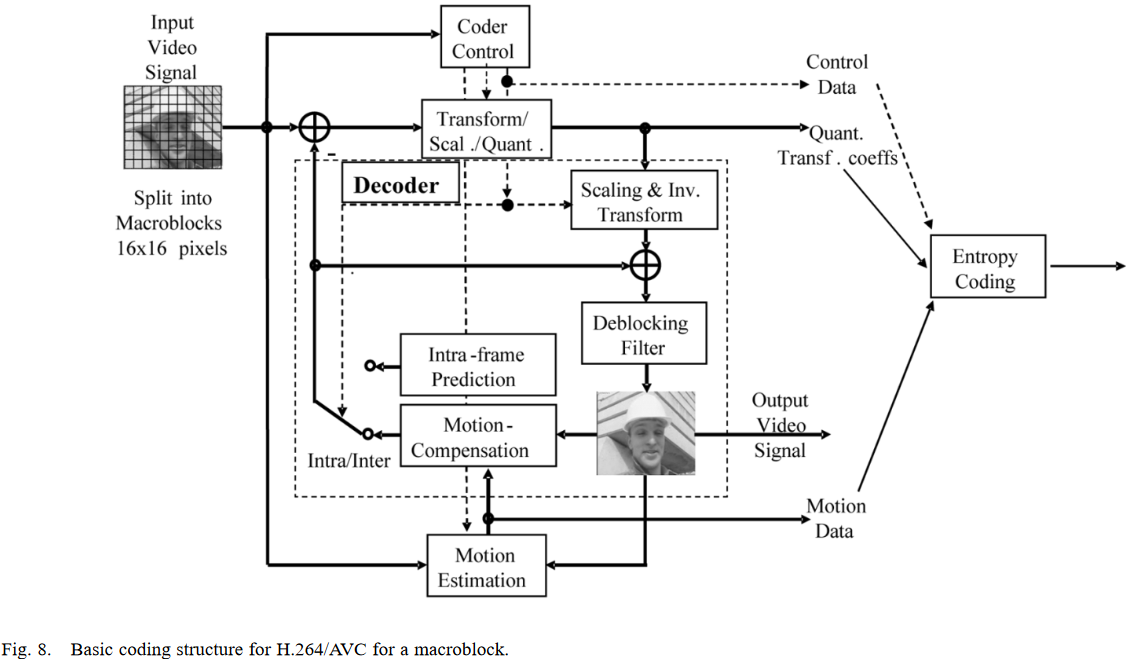 Input
Video
Signal
Coder
Control
Control
Data
Transform/
Scal ./Quant .
Quant.
Transf . coeffs
-
Decoder
Split into
Macroblocks
16x16 pixels
Scaling & Inv.
Transform
Entropy
Coding
Deblocking
Filter
Intra -frame
Prediction
Motion -
Compensation
Intra/Inter
Output
Video
Signal
Motion
Data
Motion
Estimation
Fig. 8. Basic coding structure for H.264/AVC for a macroblock.